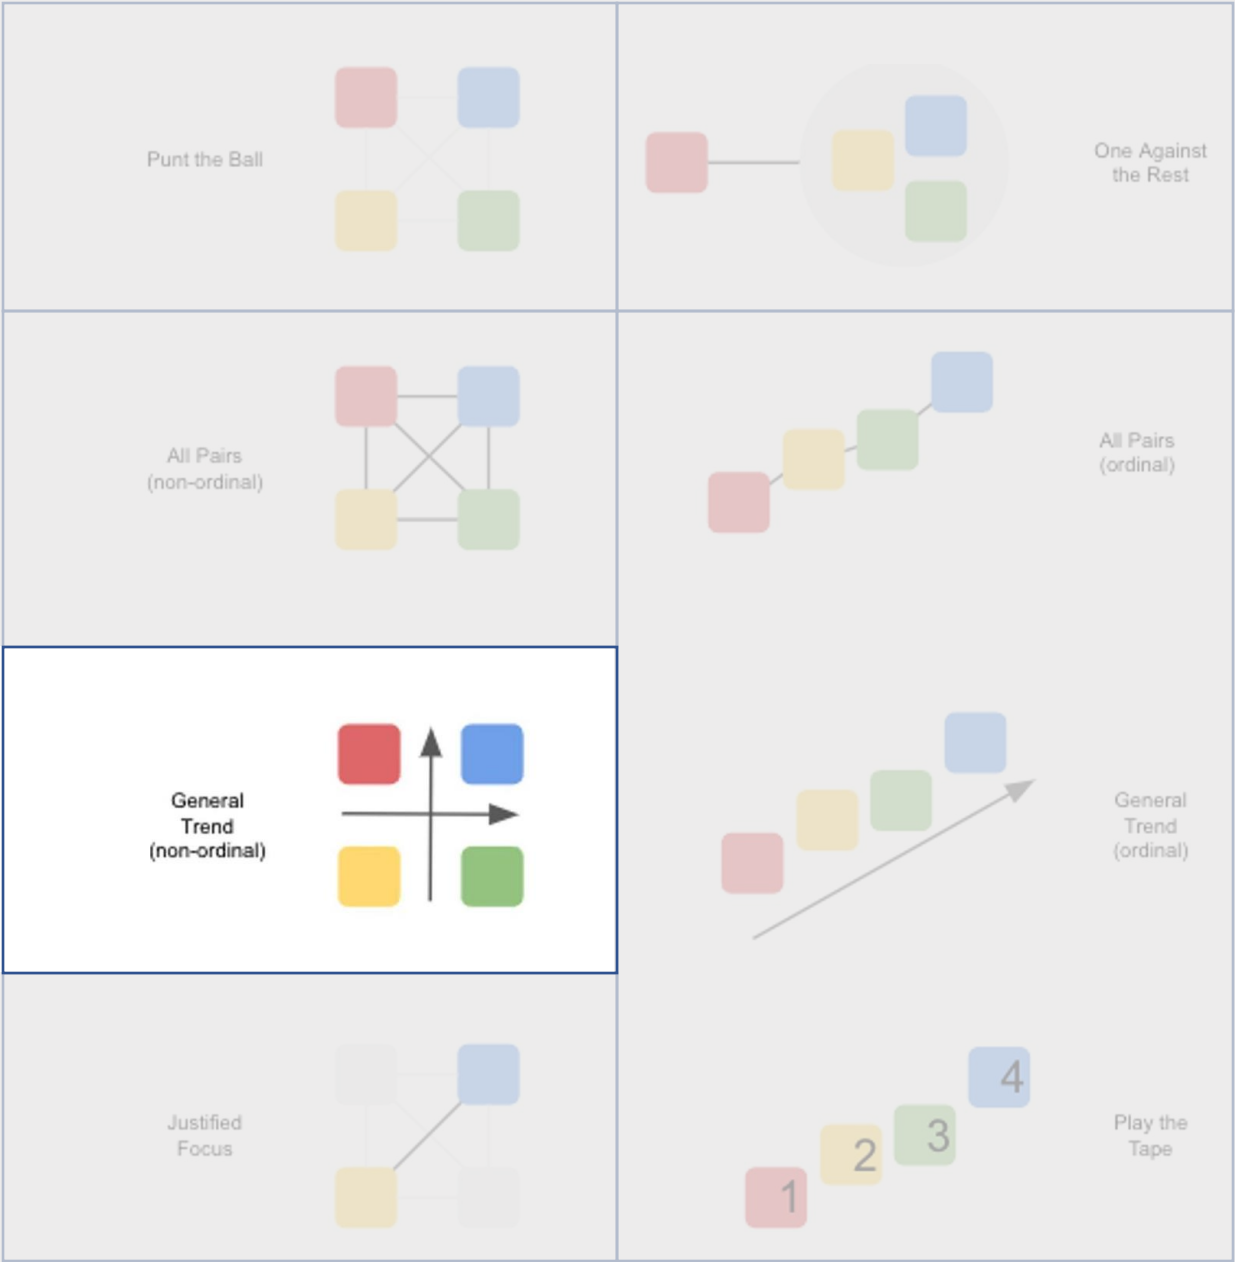 Punt the Ball
One Against
the Rest
All Pairs
(non-ordinal)
All Pairs
(ordinal)
General
Trend
(non-ordinal)
General
Trend
(ordinal)
Justified
Focus
1
2
3
4
Play the
Tape